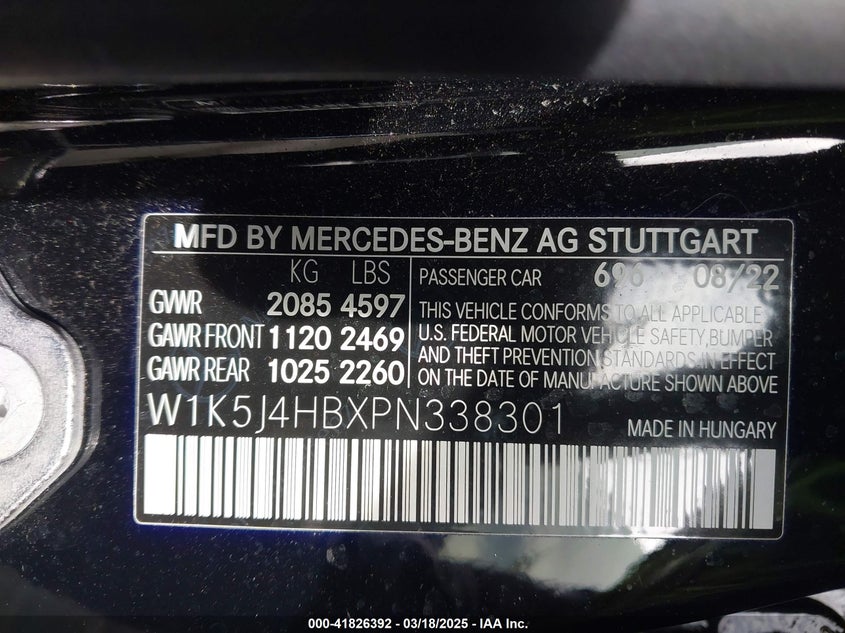 MFD BY MERCEDES-BENZ AG STUTTGART
KG LBS
GVWR 2085 4597
GAWR FRONT 1120 2469
GAWR REAR 1025 2260
PASSENGER CAR 696 08/22
THIS VEHICLE CONFORMS TO ALL APPLICABLE
U.S. FEDERAL MOTOR VEHICLE SAFETY,BUMPER
AND THEFT PREVENTION STANDARDS IN EFFECT
ON THE DATE OF MANUFACTURE SHOWN ABOVE
W1K5J4HBXPN338301
MADE IN HUNGARY
000-41826392 - 03/18/2025 - IAA Inc.